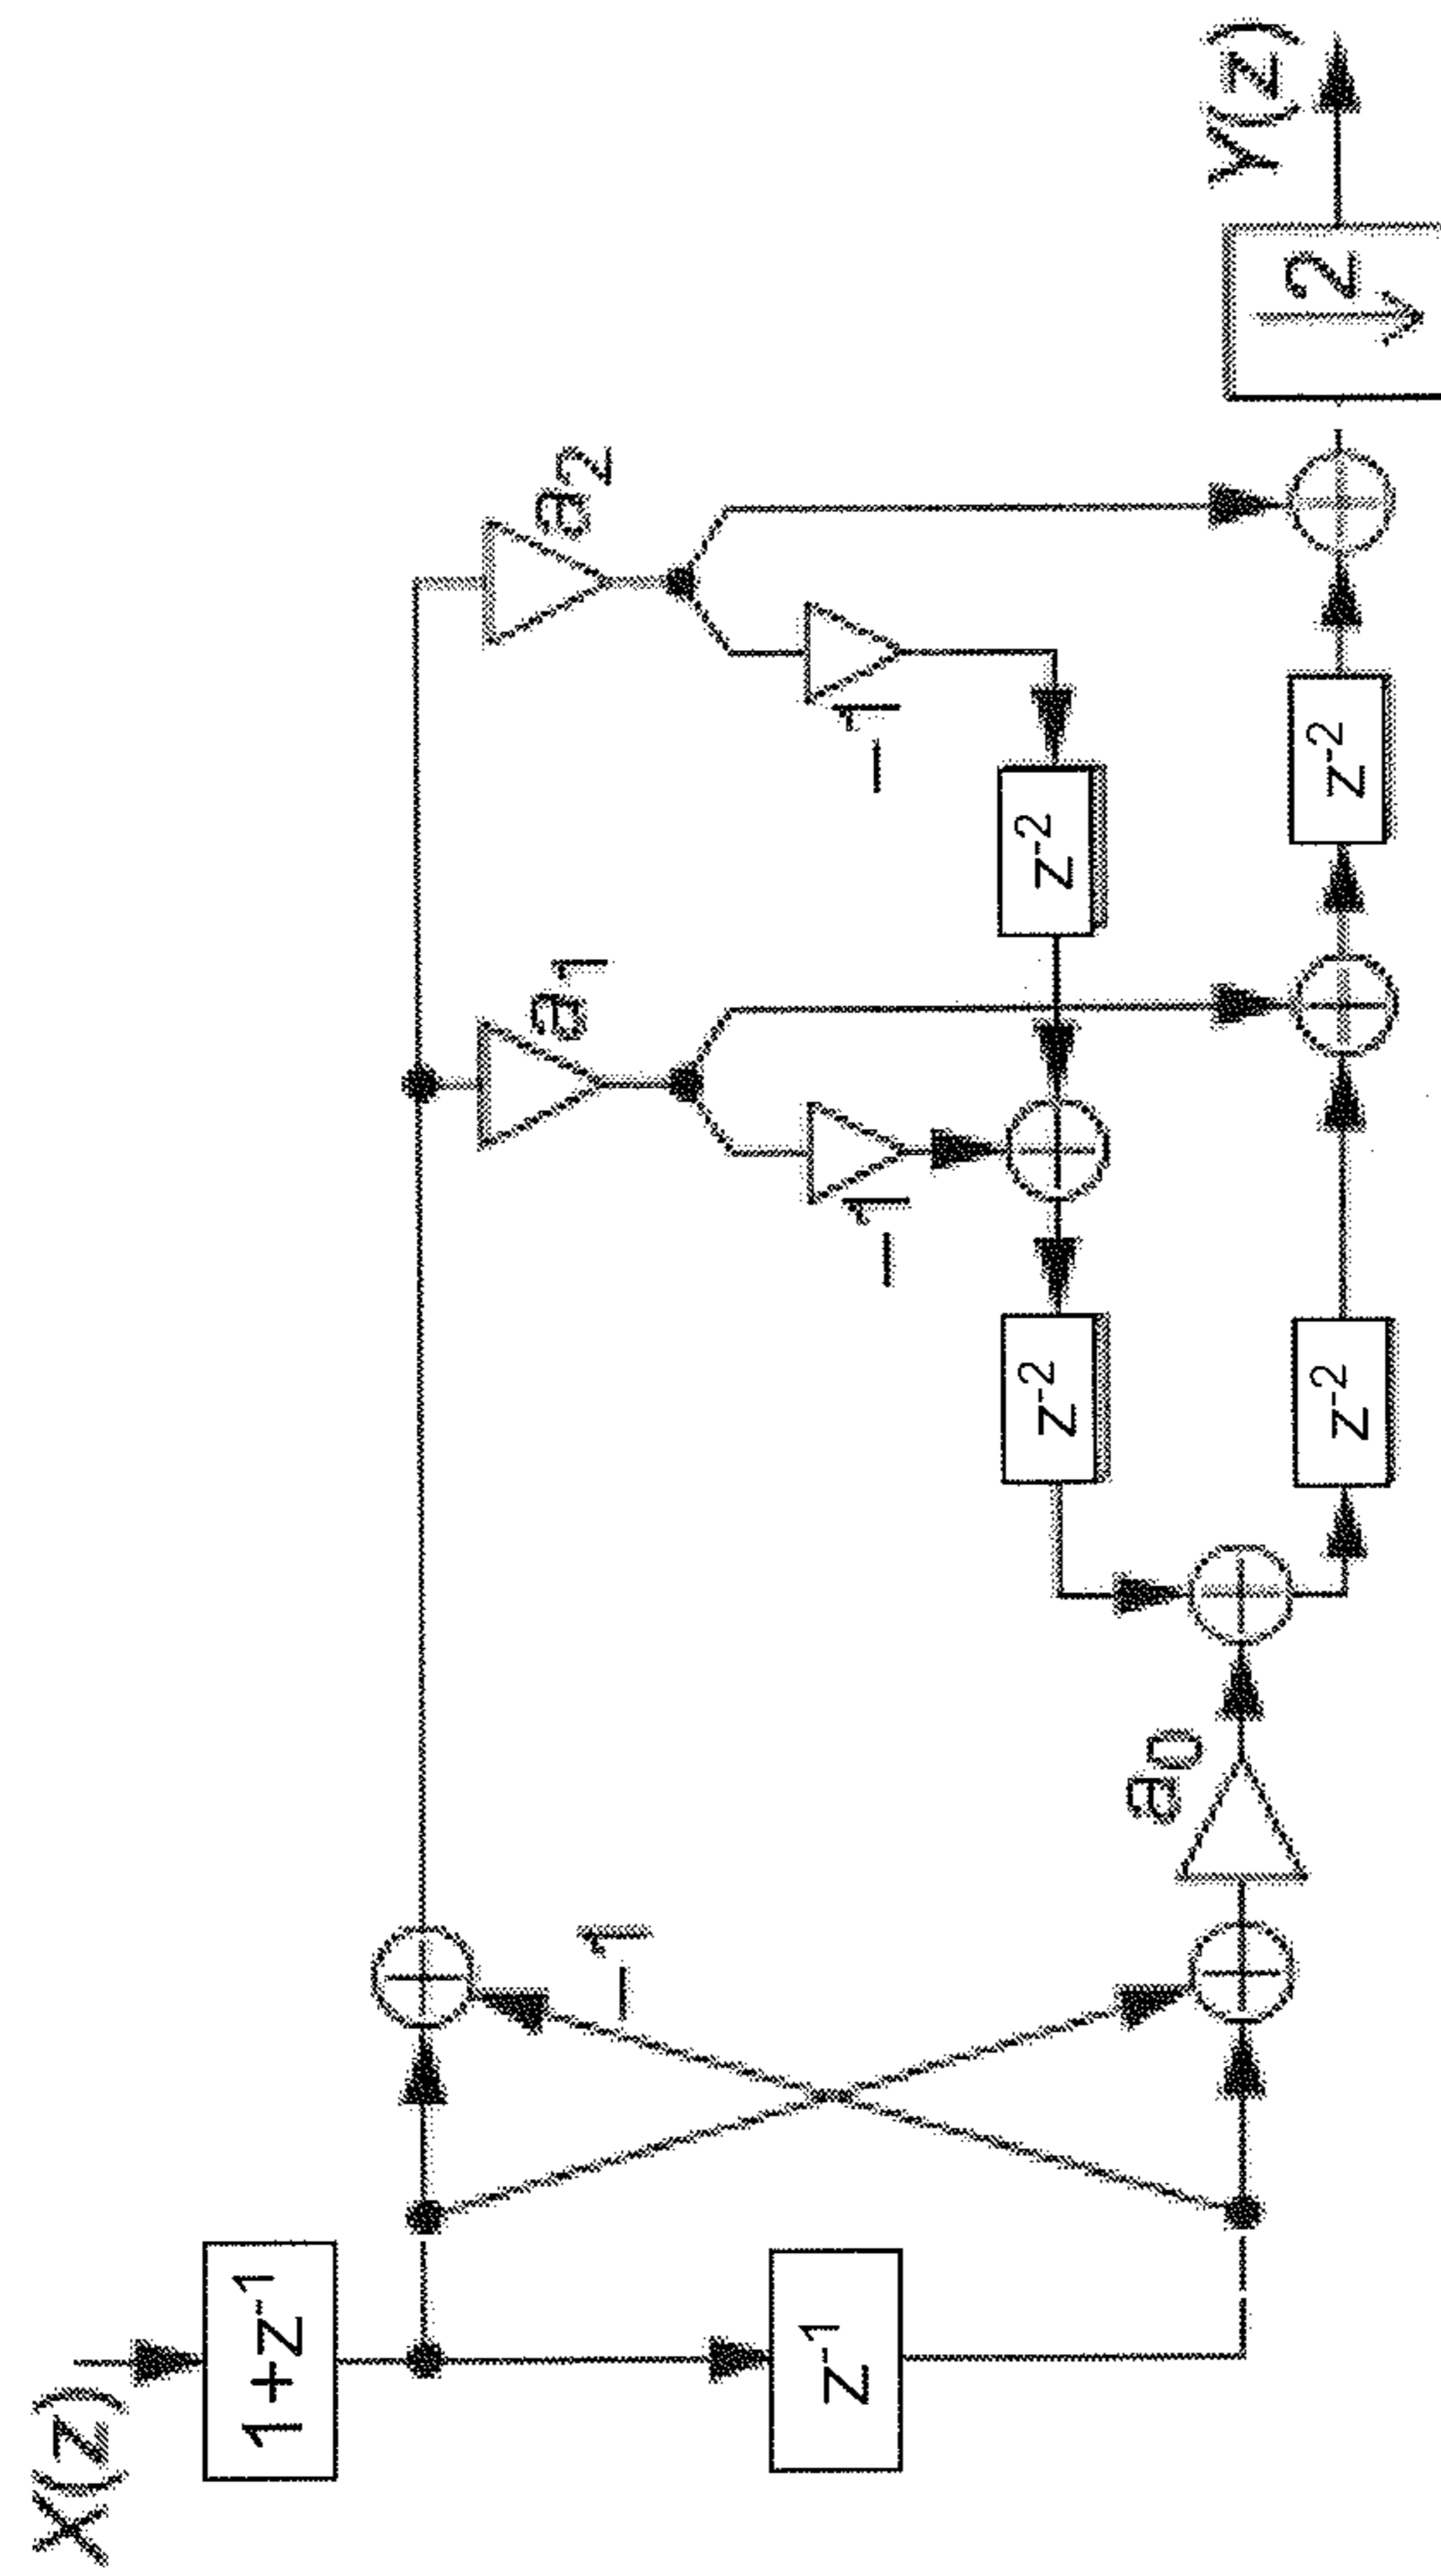 X(z)
1+z⁻¹
z⁻¹
−1
a₀
a₁
a₂
−1
−1
z⁻²
z⁻²
z⁻²
z⁻²
↓2
Y(z)